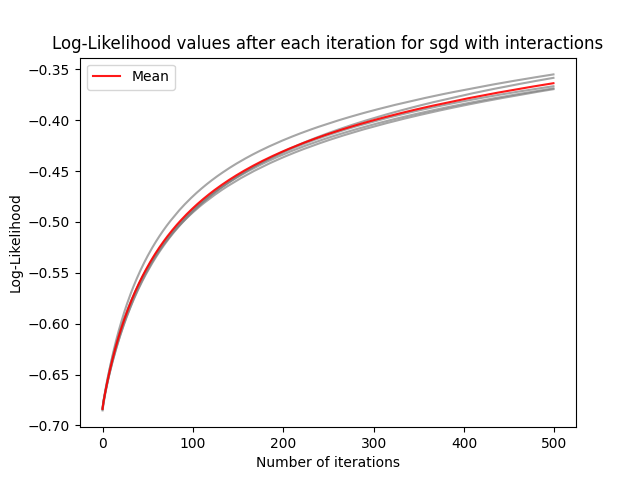 Log-Likelihood values after each iteration for sgd with interactions
Mean
Log-Likelihood
−0.35
−0.40
−0.45
−0.50
−0.55
−0.60
−0.65
−0.70
0 100 200 300 400 500
Number of iterations